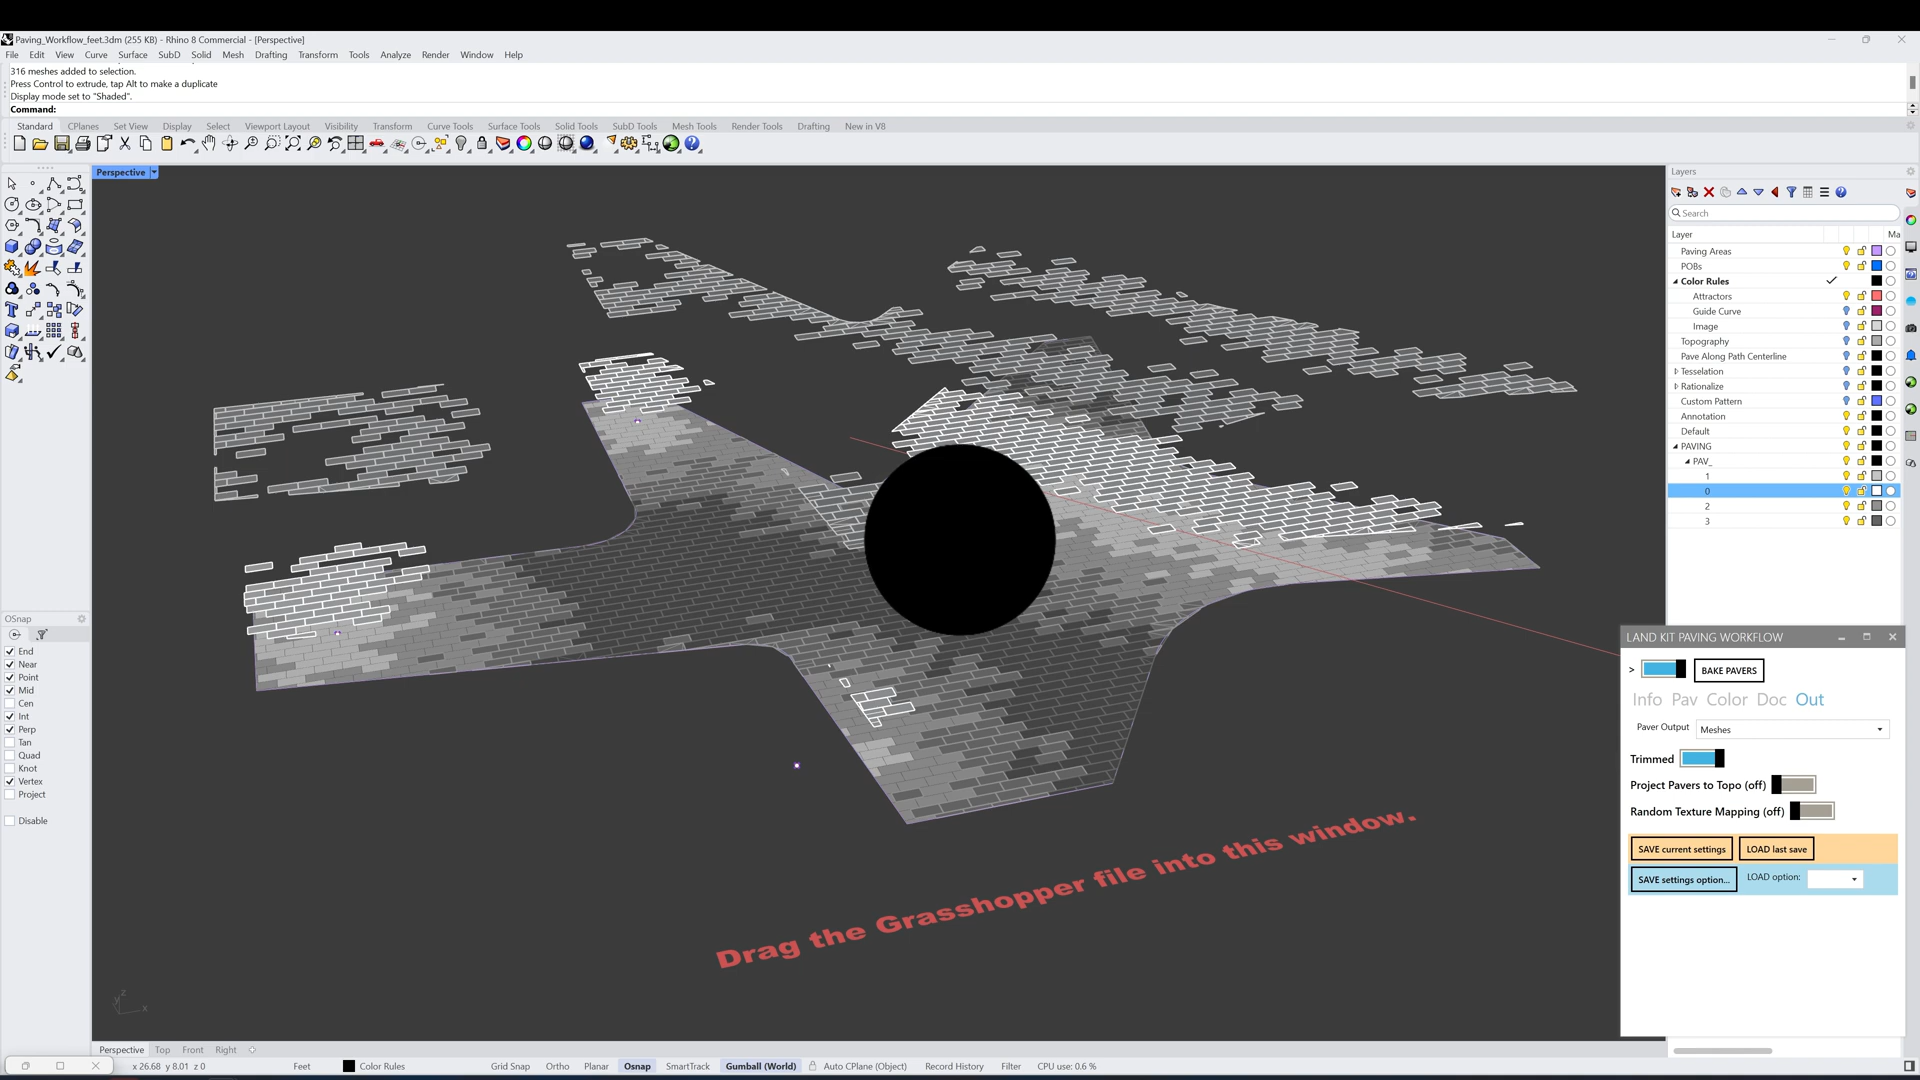 Paving_Workflow_feet.3dm (255 KB) - Rhino 8 Commercial - [Perspective]
File Edit View Curve Surface SubD Solid Mesh Drafting Transform Tools Analyze Render Window Help
316 meshes added to selection.
Press Control to extrude, tap Alt to make a duplicate
Display mode set to "Shaded".
Command:
Standard CPlanes Set View Display Select Viewport Layout Visibility Transform Curve Tools Surface Tools Solid Tools SubD Tools Mesh Tools Render Tools Drafting New in V8
Perspective
Layers
Search
Layer Ma
Paving Areas
POBs
Color Rules
Attractors
Guide Curve
Image
Topography
Pave Along Path Centerline
Tesselation
Rationalize
Custom Pattern
Annotation
Default
PAVING
PAV_
1
0
2
3
OSnap
End
Near
Point
Mid
Cen
Int
Perp
Tan
Quad
Knot
Vertex
Project
Disable
LAND KIT PAVING WORKFLOW
> BAKE PAVERS
Info Pav Color Doc Out
Paver Output Meshes
Trimmed
Project Pavers to Topo (off)
Random Texture Mapping (off)
SAVE current settings LOAD last save
SAVE settings option... LOAD option:
Drag the Grasshopper file into this window.
z
y
x
Perspective Top Front Right
x 26.68 y 8.01 z 0 Feet Color Rules Grid Snap Ortho Planar Osnap SmartTrack Gumball (World) Auto CPlane (Object) Record History Filter CPU use: 0.6 %